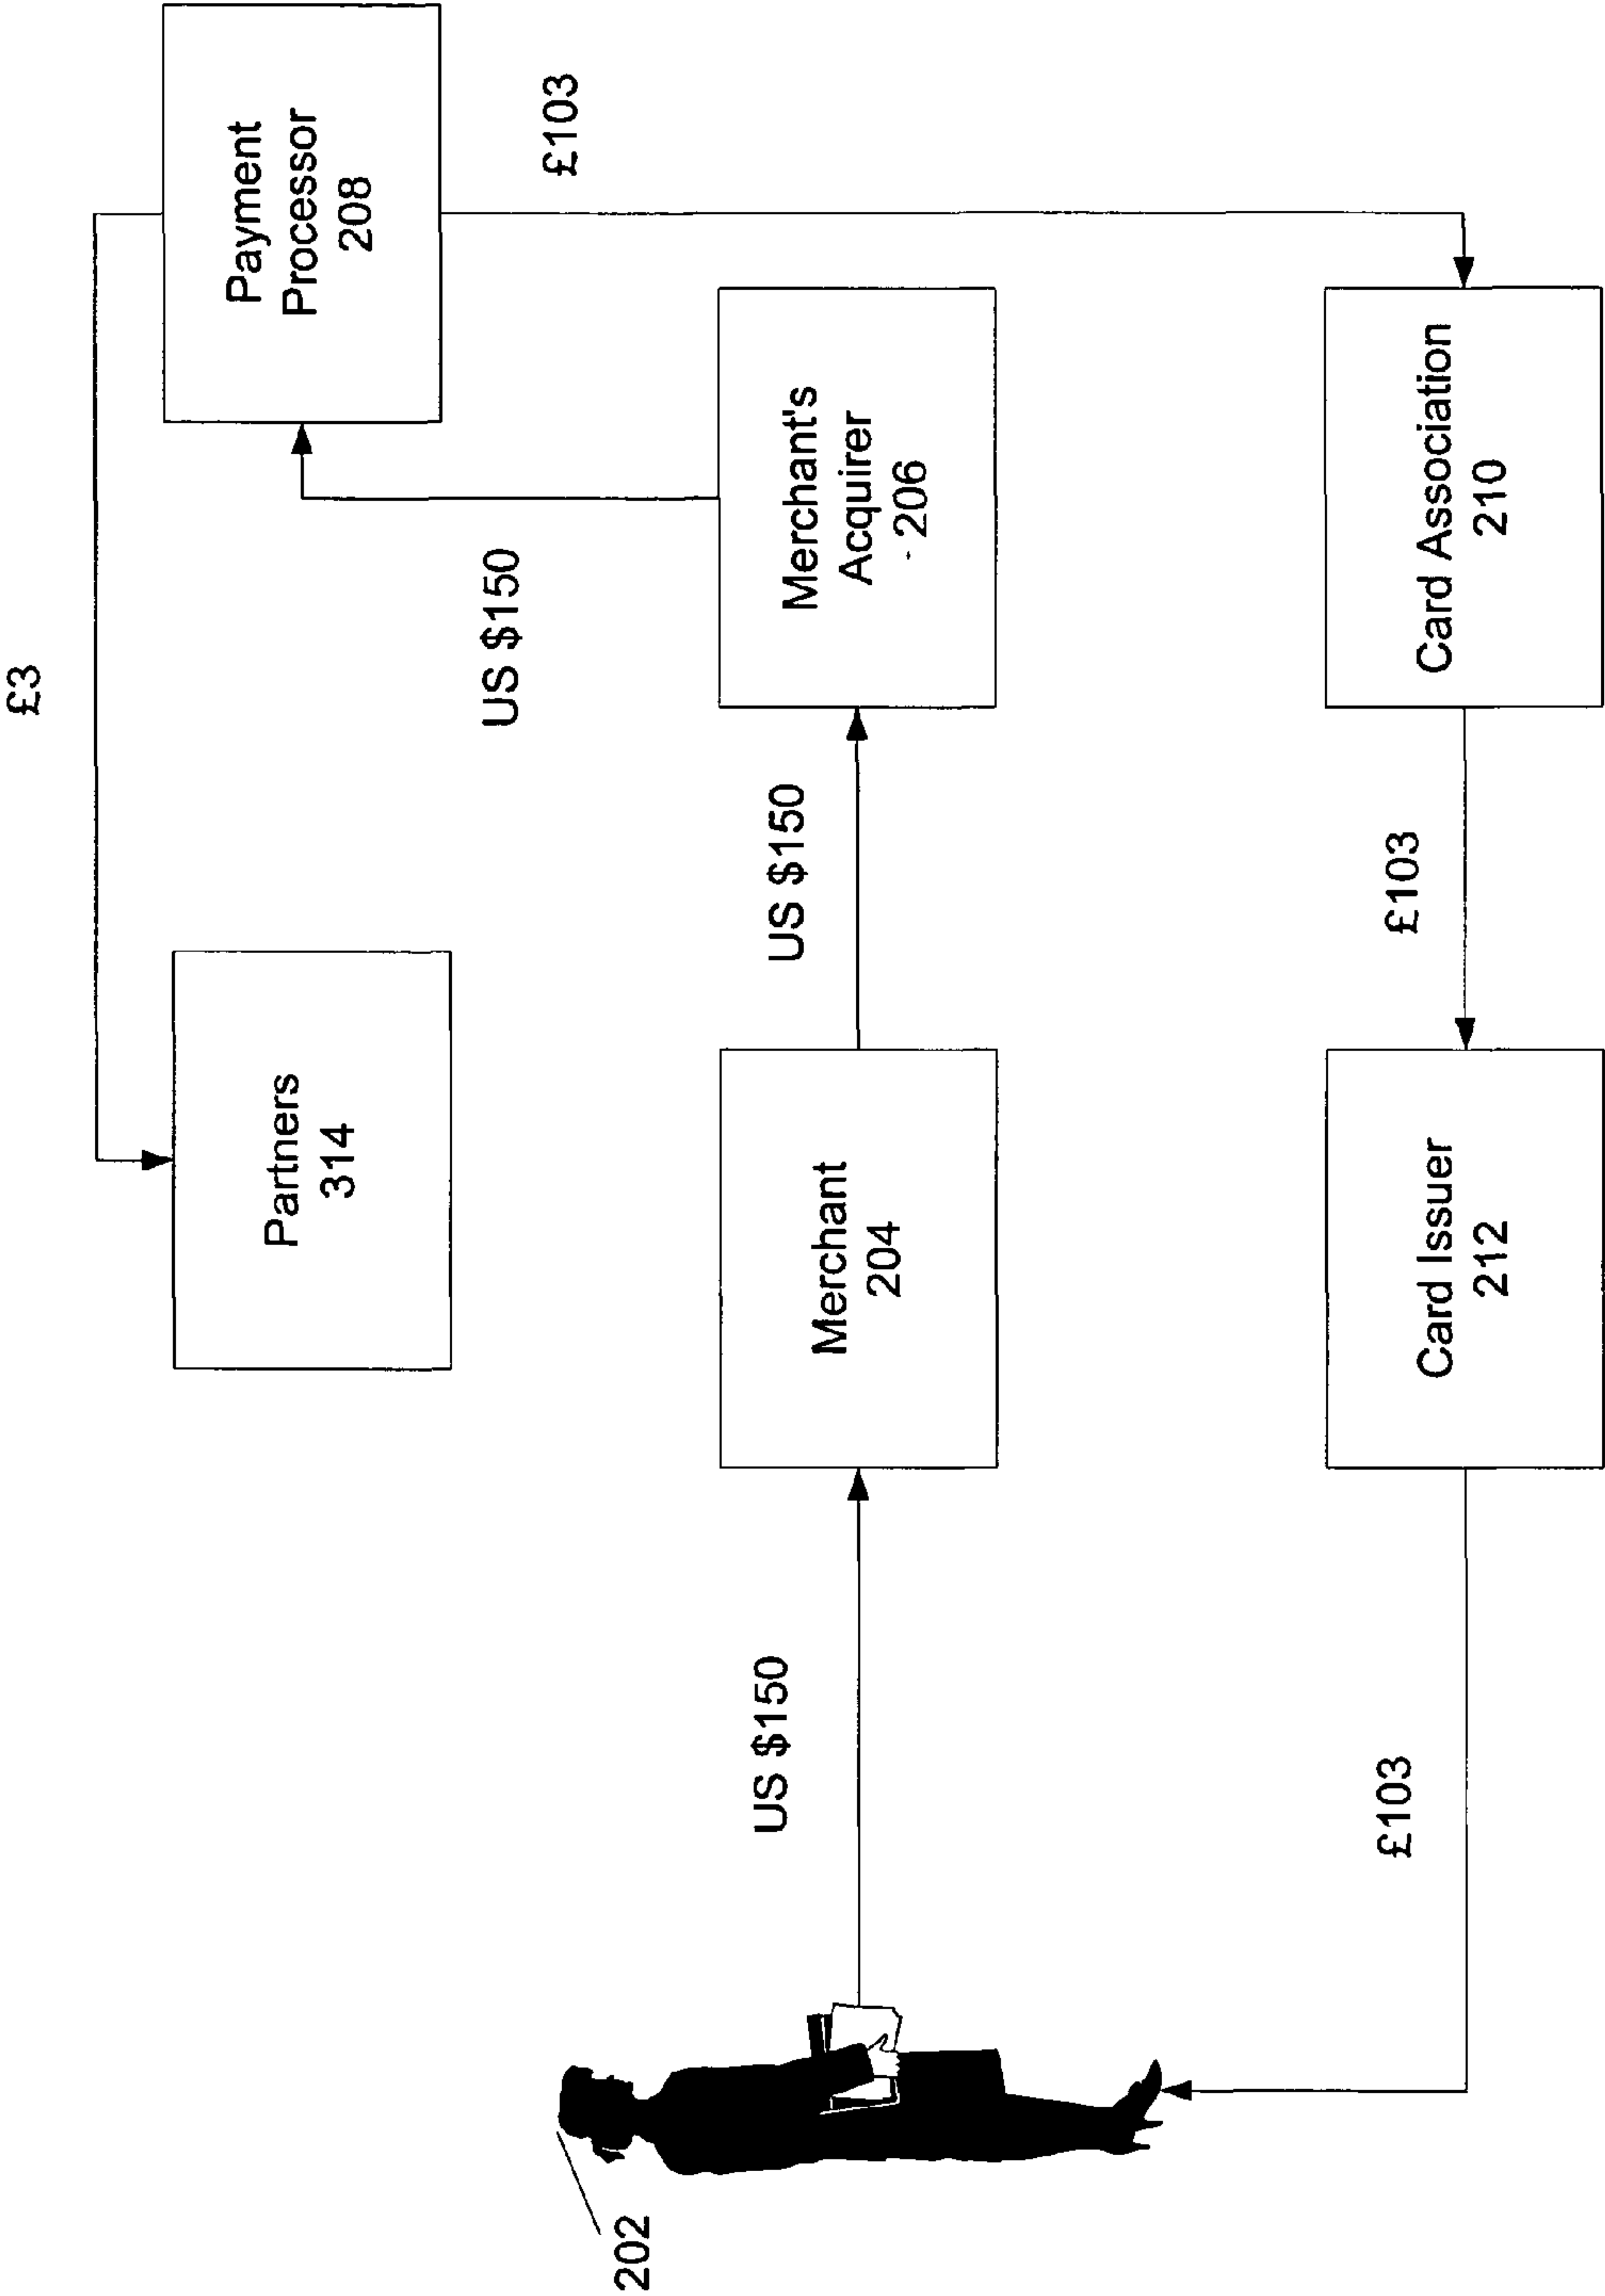 £3
Partners
314
Payment
Processor
208
US $150
£103
US $150
US $150
Merchant
204
Merchant's
Acquirer
206
202
£103
£103
Card Issuer
212
Card Association
210